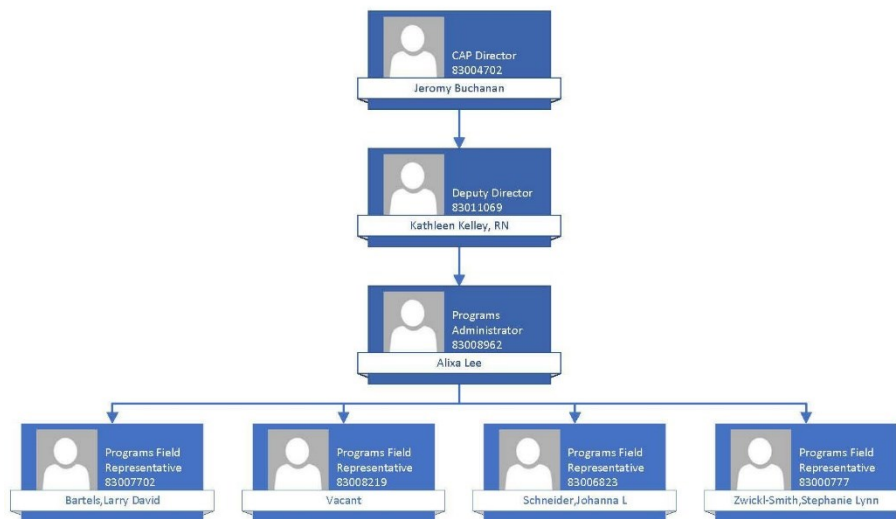 CAP Director
83004702
Jeromy Buchanan
Deputy Director
83011069
Kathleen Kelley, RN
Programs
Administrator
83008962
Alixa Lee
Programs Field
Representative
83007702
Bartels,Larry David
Programs Field
Representative
83008219
Vacant
Programs Field
Representative
83006823
Schneider,Johanna L
Programs Field
Representative
83000777
Zwickl-Smith,Stephanie Lynn